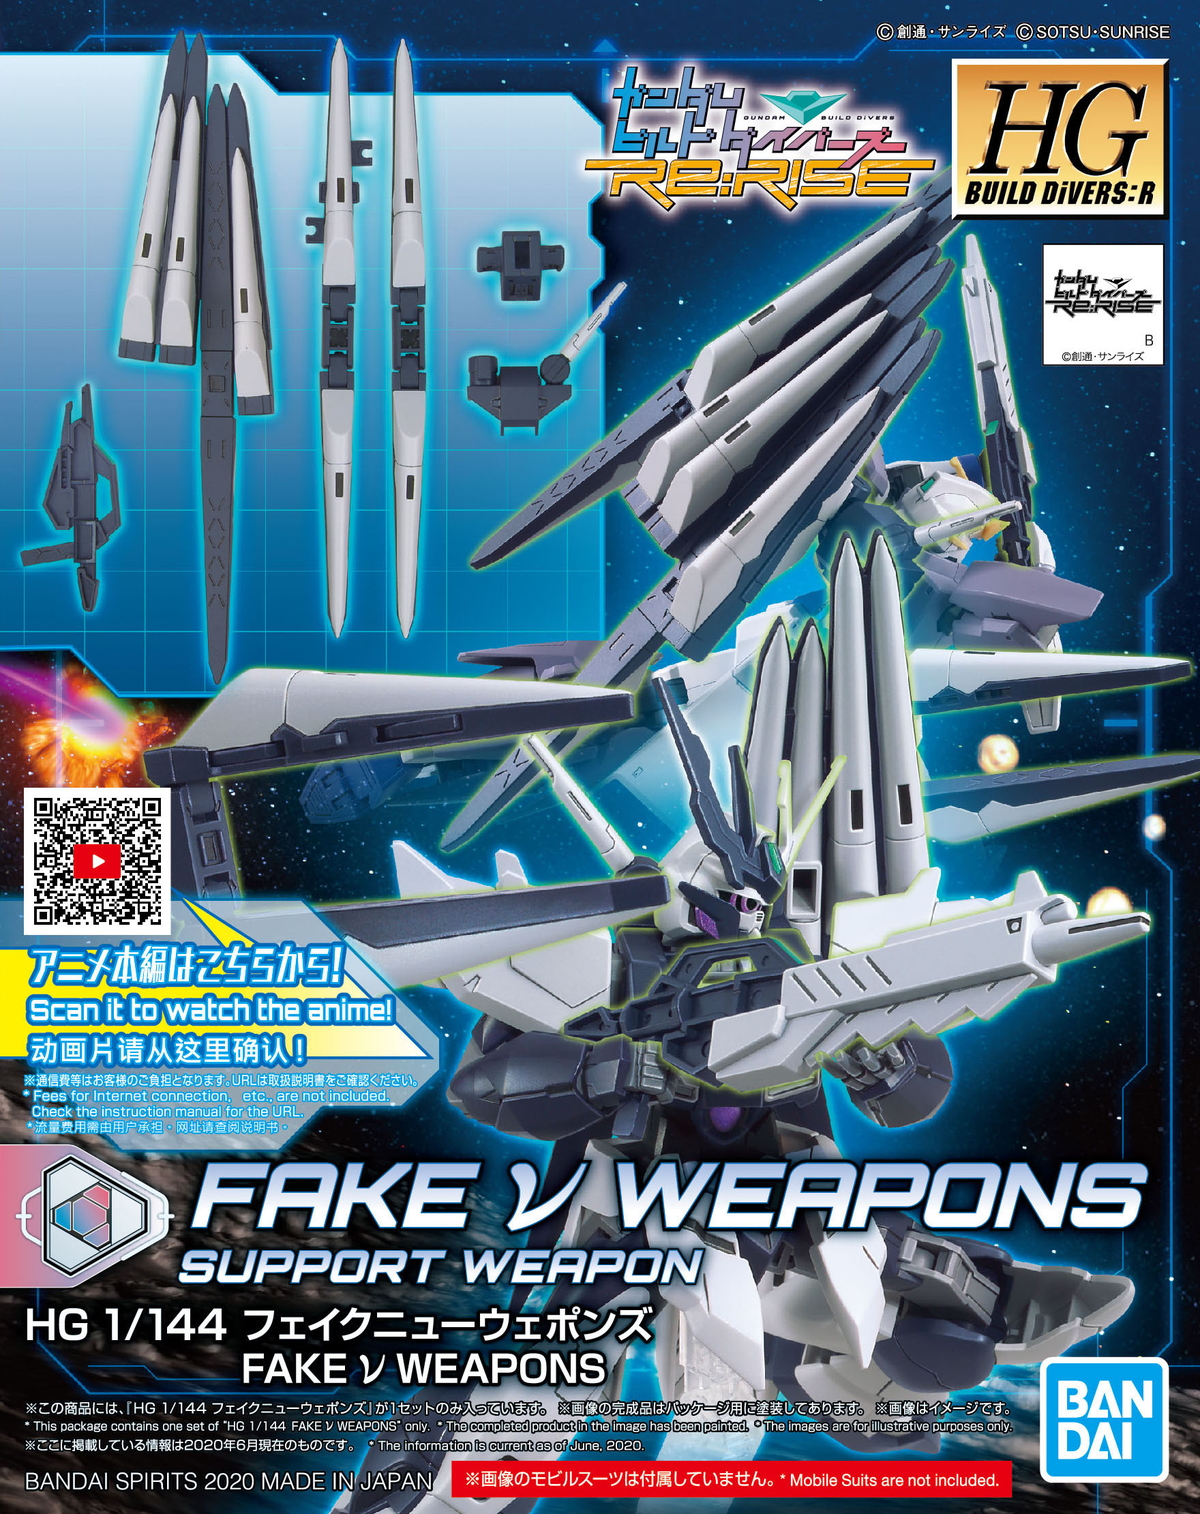 ©創通・サンライズ ©SOTSU・SUNRISE
ガンダム
GUNDAM BUILD DiVERS
ビルドダイバーズ
Re:RISE
HG
BUILD DiVERS:R
ガンダム
ビルドダイバーズ
Re:RISE
B
©創通・サンライズ
アニメ本編はこちらから!
Scan it to watch the anime!
动画片请从这里确认!
※通信費等はお客様のご負担となります。URLは取扱説明書をご確認ください。
* Fees for Internet connection, etc., are not included.
Check the instruction manual for the URL.
*流量费用需由用户承担。网址请查阅说明书。
FAKE ν WEAPONS
SUPPORT WEAPON
HG 1/144 フェイクニューウェポンズ
FAKE ν WEAPONS
※この商品には、『HG 1/144 フェイクニューウェポンズ』が1セットのみ入っています。 ※画像の完成品はパッケージ用に塗装してあります。 ※画像はイメージです。
* This package contains one set of "HG 1/144 FAKE ν WEAPONS" only. * The completed product in the image has been painted. * The images are for illustrative purposes only.
※ここに掲載している情報は2020年6月現在のものです。 * The information is current as of June, 2020.
BANDAI SPIRITS 2020 MADE IN JAPAN
※画像のモビルスーツは付属していません。 * Mobile Suits are not included.
BAN
DAI